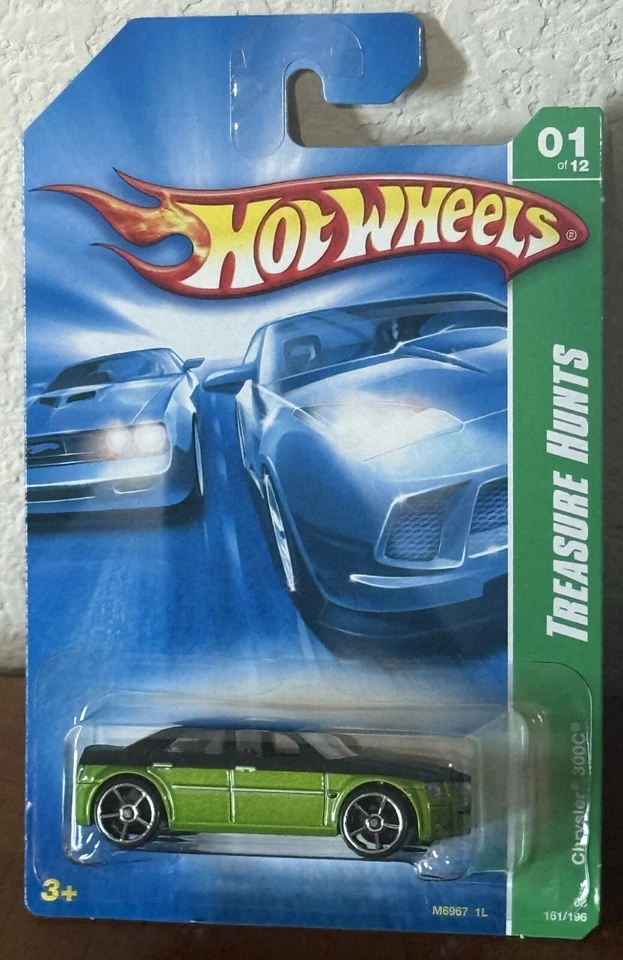 01
of 12
HOT WHEELS®
TREASURE HUNTS
Chrysler® 300C®
3+
M6967 1L
161/196